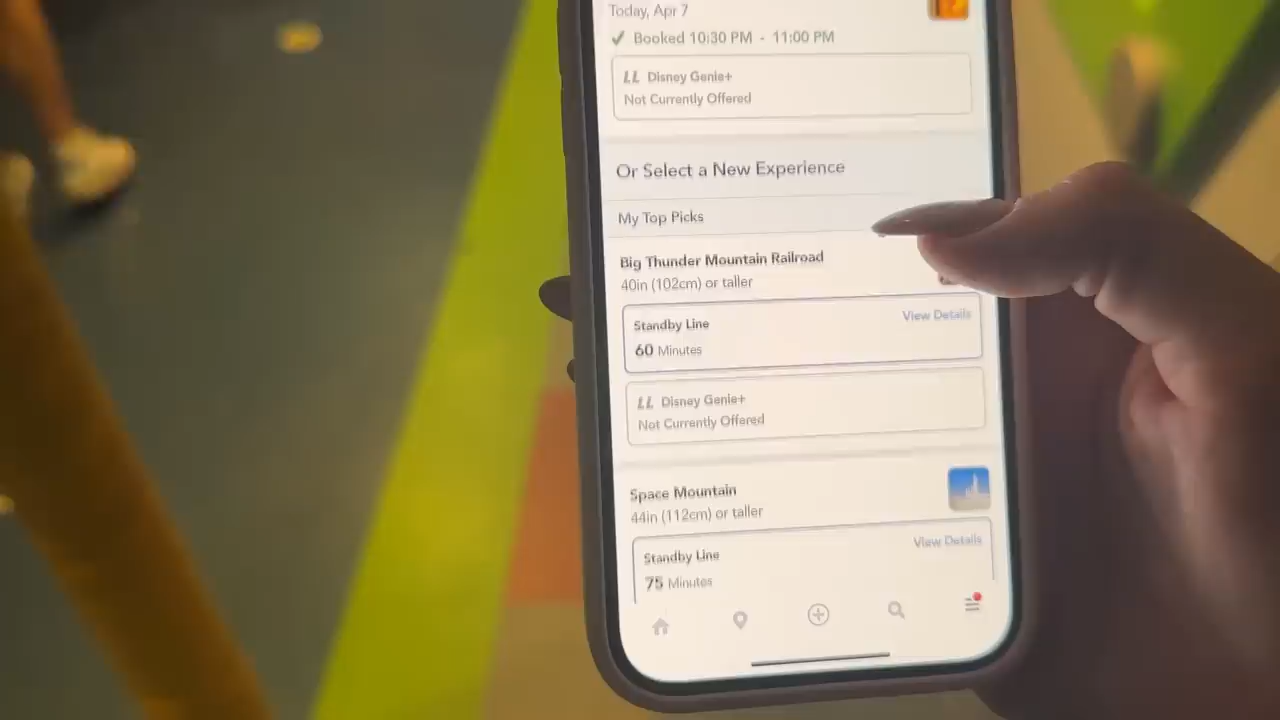 Today, Apr 7
✓ Booked 10:30 PM - 11:00 PM
LL Disney Genie+
Not Currently Offered
Or Select a New Experience
My Top Picks
Big Thunder Mountain Railroad
40in (102cm) or taller
Standby Line View Details
60 Minutes
LL Disney Genie+
Not Currently Offered
Space Mountain
44in (112cm) or taller
Standby Line View Details
75 Minutes